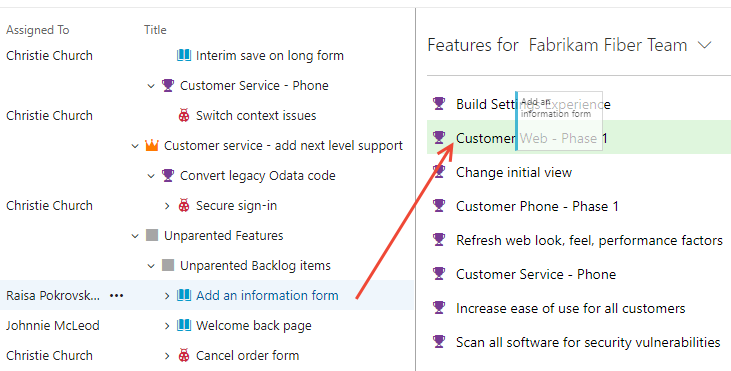 Assigned To Title
Christie Church Interim save on long form
Customer Service - Phone
Christie Church Switch context issues
Customer service - add next level support
Convert legacy Odata code
Christie Church Secure sign-in
Unparented Features
Unparented Backlog items
Raisa Pokrovsk... ••• Add an information form
Johnnie McLeod Welcome back page
Christie Church Cancel order form
Features for Fabrikam Fiber Team
Build Settings Experience
Add an
information form
Customer Web - Phase 1
Change initial view
Customer Phone - Phase 1
Refresh web look, feel, performance factors
Customer Service - Phone
Increase ease of use for all customers
Scan all software for security vulnerabilities